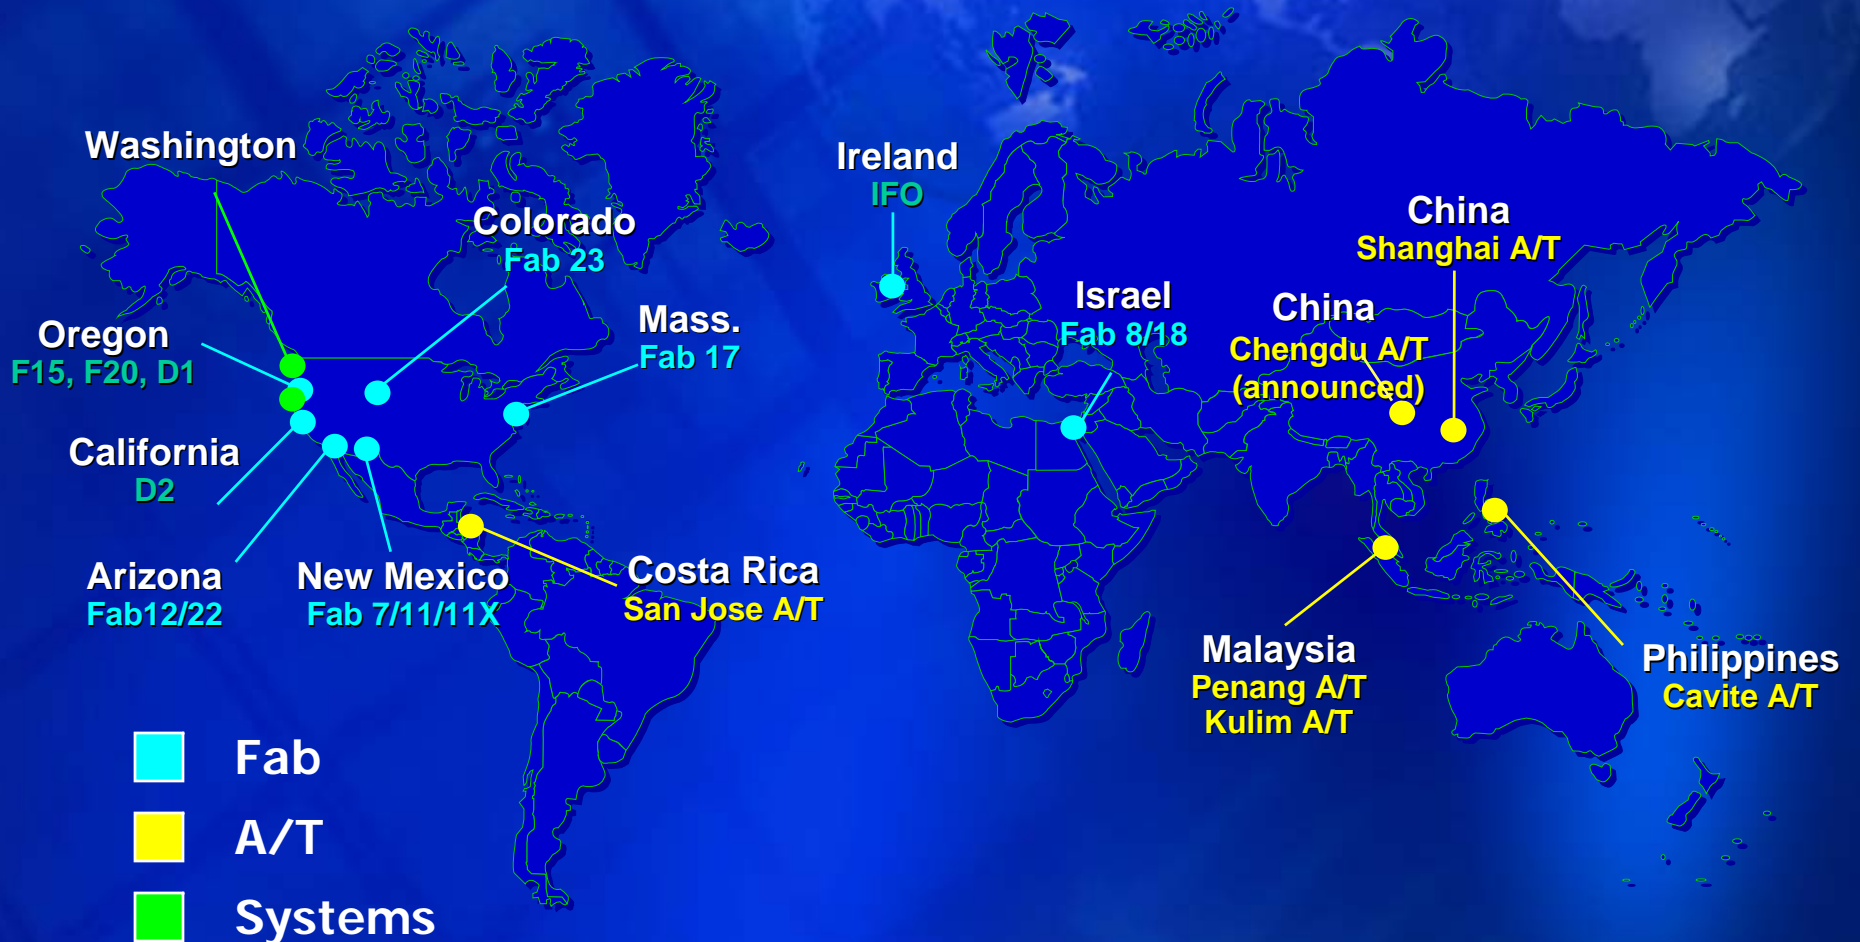 Washington
Ireland
IFO
Colorado
Fab 23
China
Shanghai A/T
Oregon
F15, F20, D1
Mass.
Fab 17
Israel
Fab 8/18
China
Chengdu A/T
(announced)
California
D2
Arizona
Fab12/22
New Mexico
Fab 7/11/11X
Costa Rica
San Jose A/T
Malaysia
Penang A/T
Kulim A/T
Philippines
Cavite A/T
Fab
A/T
Systems